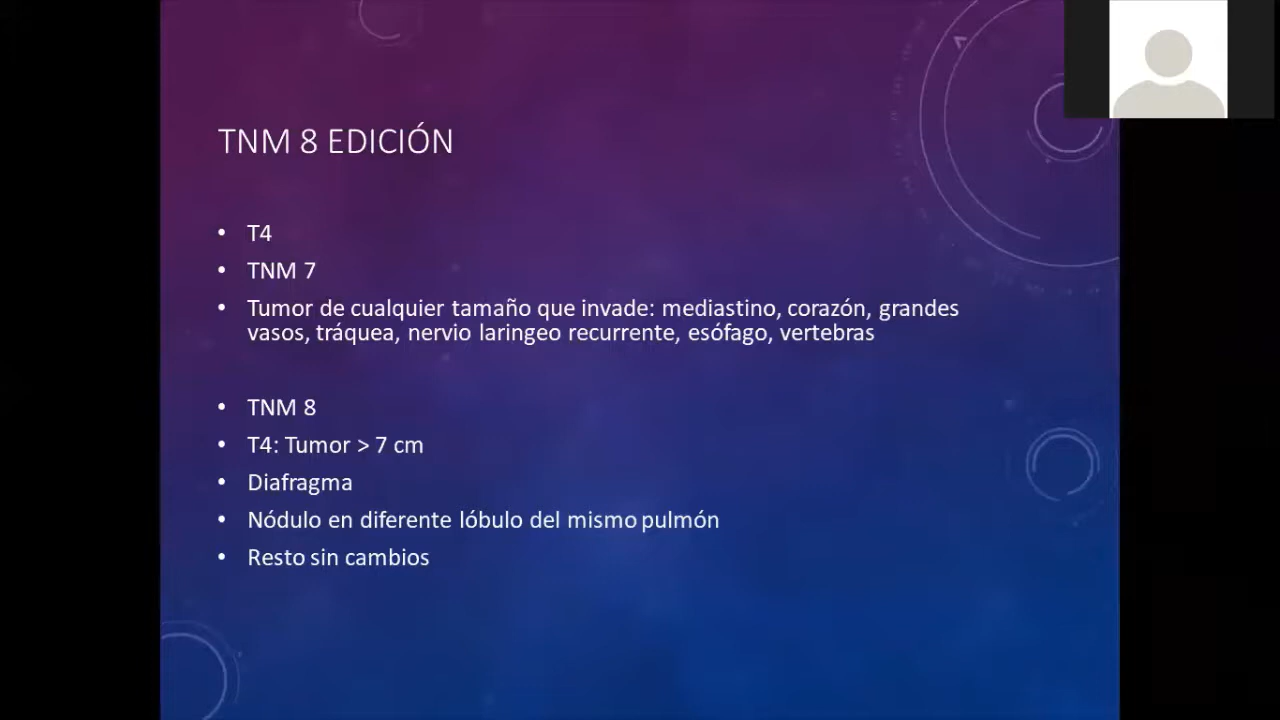 TNM 8 EDICIÓN
• T4
• TNM 7
• Tumor de cualquier tamaño que invade: mediastino, corazón, grandes
vasos, tráquea, nervio laringeo recurrente, esófago, vertebras
• TNM 8
• T4: Tumor > 7 cm
• Diafragma
• Nódulo en diferente lóbulo del mismo pulmón
• Resto sin cambios